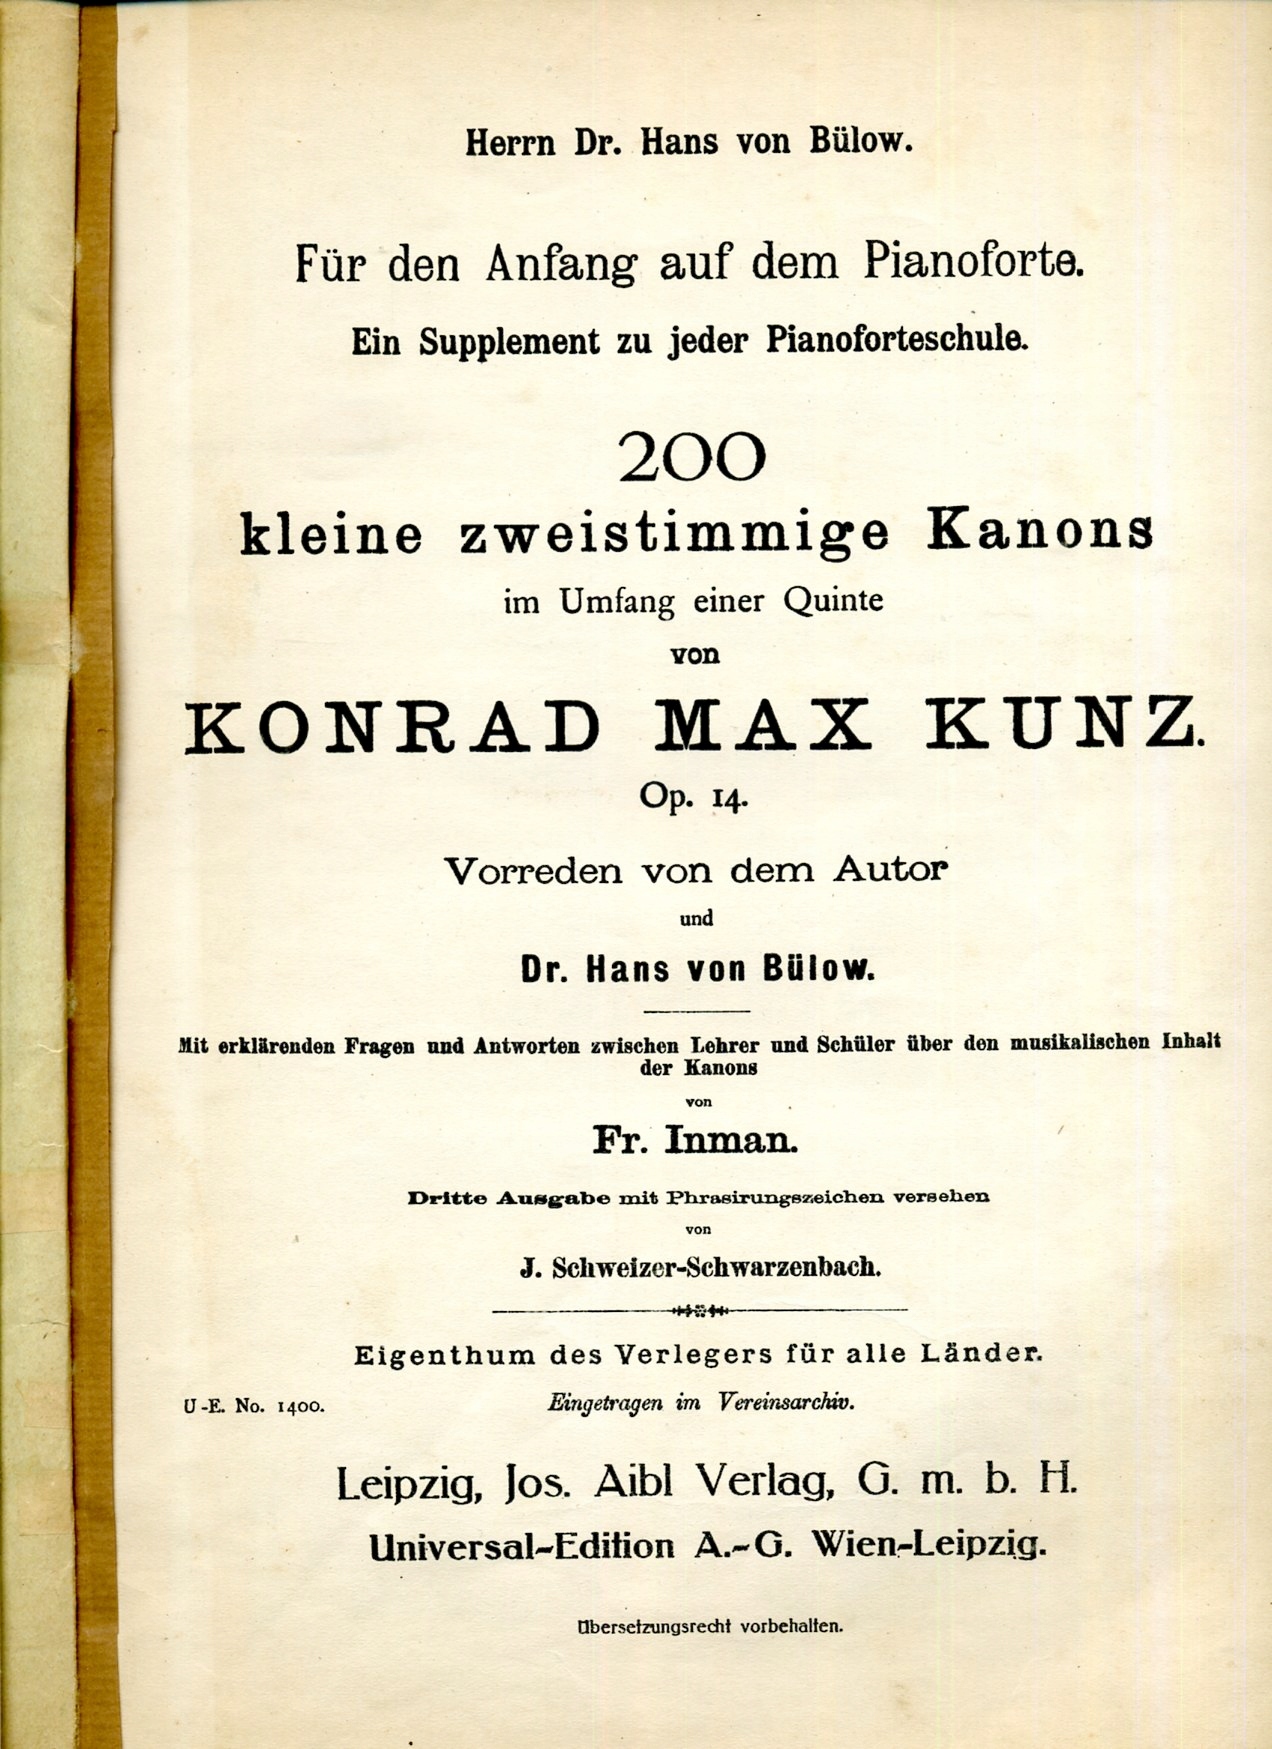 Herrn Dr. Hans von Bülow.
Für den Anfang auf dem Pianoforte.
Ein Supplement zu jeder Pianoforteschule.
200
kleine zweistimmige Kanons
im Umfang einer Quinte
von
KONRAD MAX KUNZ.
Op. 14.
Vorreden von dem Autor
und
Dr. Hans von Bülow.
Mit erklärenden Fragen und Antworten zwischen Lehrer und Schüler über den musikalischen Inhalt
der Kanons
von
Fr. Inman.
Dritte Ausgabe mit Phrasirungszeichen versehen
von
J. Schweizer-Schwarzenbach.
Eigenthum des Verlegers für alle Länder.
U-E. No. 1400. Eingetragen im Vereinsarchiv.
Leipzig, Jos. Aibl Verlag, G. m. b. H.
Universal-Edition A.-G. Wien-Leipzig.
Übersetzungsrecht vorbehalten.